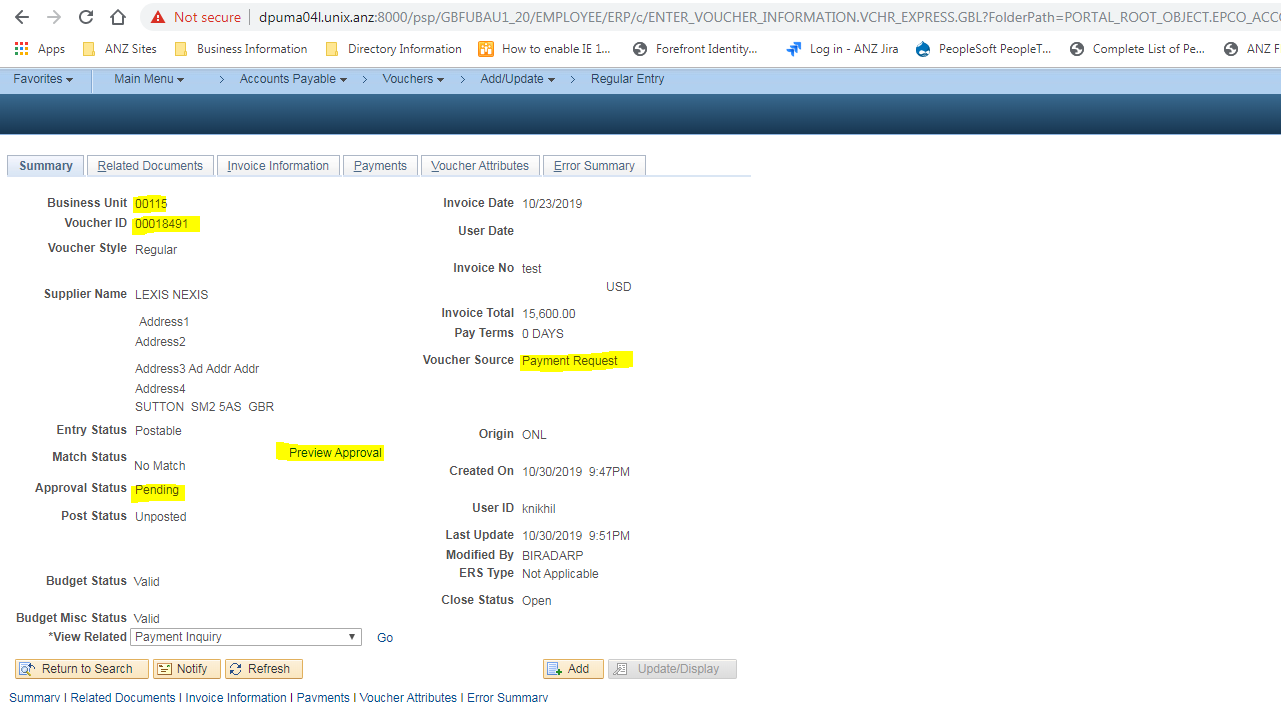 Not secure | dpuma04l.unix.anz:8000/psp/GBFUBAU1_20/EMPLOYEE/ERP/c/ENTER_VOUCHER_INFORMATION.VCHR_EXPRESS.GBL?FolderPath=PORTAL_ROOT_OBJECT.EPCO_ACCO
Apps ANZ Sites Business Information Directory Information How to enable IE 1... Forefront Identity... Log in - ANZ Jira PeopleSoft PeopleT... Complete List of Pe... ANZ F
Favorites Main Menu > Accounts Payable > Vouchers > Add/Update > Regular Entry
Summary Related Documents Invoice Information Payments Voucher Attributes Error Summary
Business Unit 00115 Invoice Date 10/23/2019
Voucher ID 00018491 User Date
Voucher Style Regular
Invoice No test
USD
Supplier Name LEXIS NEXIS
Invoice Total 15,600.00
Address1
Pay Terms 0 DAYS
Address2
Voucher Source Payment Request
Address3 Ad Addr Addr
Address4
SUTTON SM2 5AS GBR
Entry Status Postable Origin ONL
Preview Approval
Match Status No Match
Created On 10/30/2019 9:47PM
Approval Status Pending
User ID knikhil
Post Status Unposted
Last Update 10/30/2019 9:51PM
Modified By BIRADARP
ERS Type Not Applicable
Budget Status Valid
Close Status Open
Budget Misc Status Valid
*View Related Payment Inquiry Go
Return to Search Notify Refresh Add Update/Display
Summary | Related Documents | Invoice Information | Payments | Voucher Attributes | Error Summary